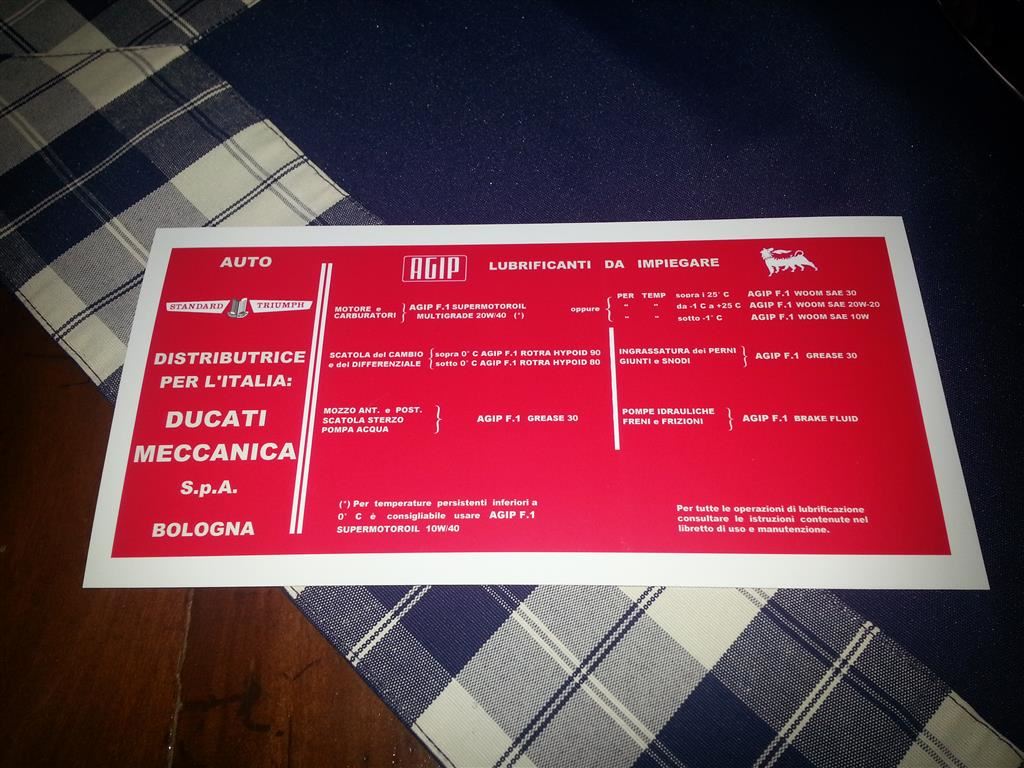 AUTO
STANDARD TRIUMPH
DISTRIBUTRICE
PER L'ITALIA:
DUCATI
MECCANICA
S.p.A.
BOLOGNA
AGIP LUBRIFICANTI DA IMPIEGARE
MOTORE e
CARBURATORI
AGIP F.1 SUPERMOTOROIL
MULTIGRADE 20W/40 (*)
oppure
PER TEMP sopra i 25° C AGIP F.1 WOOM SAE 30
" " da -1 C a +25 C AGIP F.1 WOOM SAE 20W-20
" " sotto -1° C AGIP F.1 WOOM SAE 10W
SCATOLA del CAMBIO
e del DIFFERENZIALE
sopra 0° C AGIP F.1 ROTRA HYPOID 90
sotto 0° C AGIP F.1 ROTRA HYPOID 80
INGRASSATURA dei PERNI
GIUNTI e SNODI
AGIP F.1 GREASE 30
MOZZO ANT. e POST.
SCATOLA STERZO
POMPA ACQUA
AGIP F.1 GREASE 30
POMPE IDRAULICHE
FRENI e FRIZIONI
AGIP F.1 BRAKE FLUID
(*) Per temperature persistenti inferiori a
0° C è consigliabile usare AGIP F.1
SUPERMOTOROIL 10W/40
Per tutte le operazioni di lubrificazione
consultare le istruzioni contenute nel
libretto di uso e manutenzione.